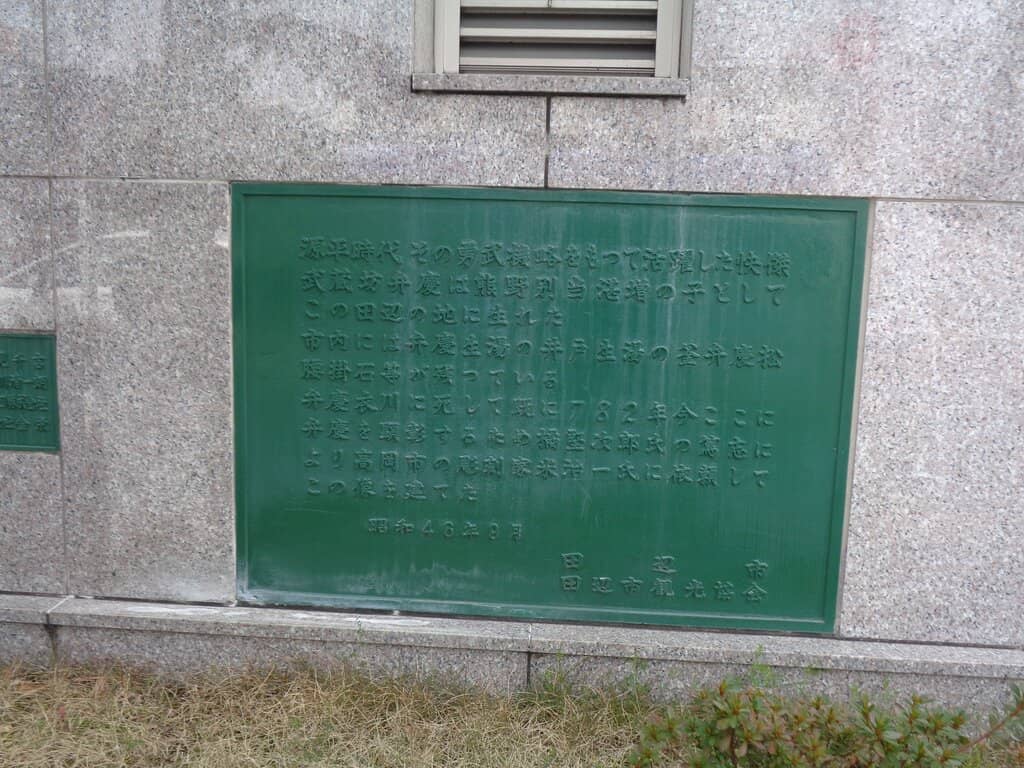 源平時代その勇武機略をもつて活躍した快傑
武蔵坊弁慶は熊野別当湛増の子として
この田辺の地に生れた
市内には弁慶生湯の井戸生湯の釜弁慶松
腰掛石等が残つている
弁慶衣川に死して既に782年今ここに
弁慶を顕彰するため 堅次郎氏の篤志に
より高岡市の彫刻家米治一氏に依頼して
この像を建てた
昭和46年8月
田辺市
田辺市観光協会